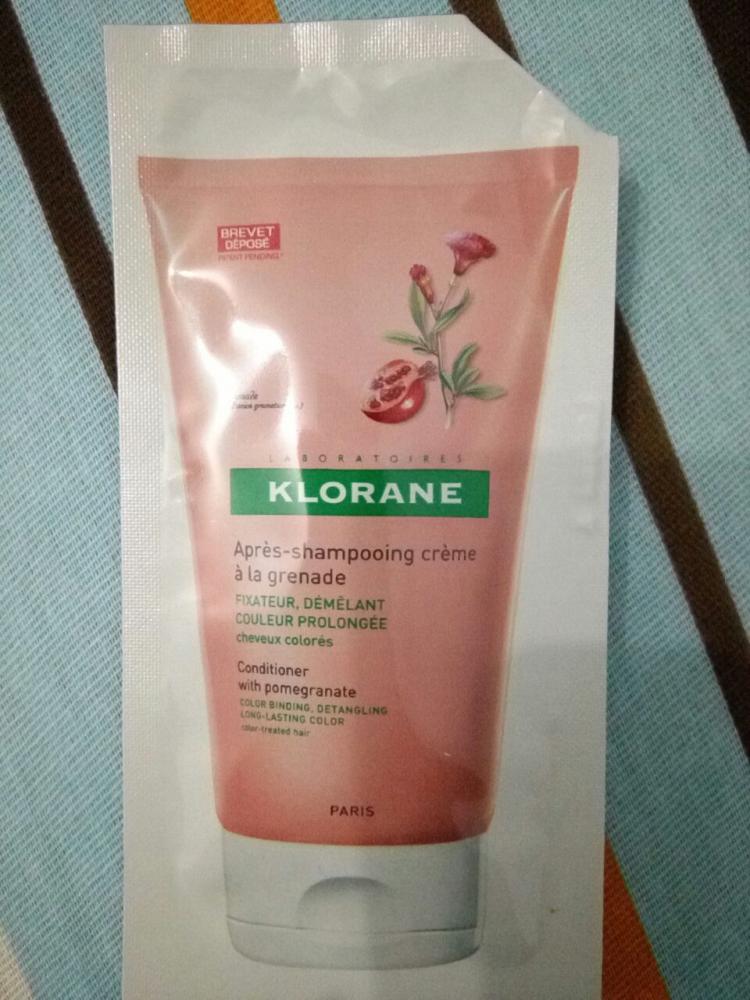 BREVET
DÉPOSÉ
PATENT PENDING*
LABORATOIRES
KLORANE
Après-shampooing crème
à la grenade
FIXATEUR, DÉMÊLANT
COULEUR PROLONGÉE
cheveux colorés
Conditioner
with pomegranate
COLOR BINDING, DETANGLING
LONG-LASTING COLOR
color-treated hair
PARIS